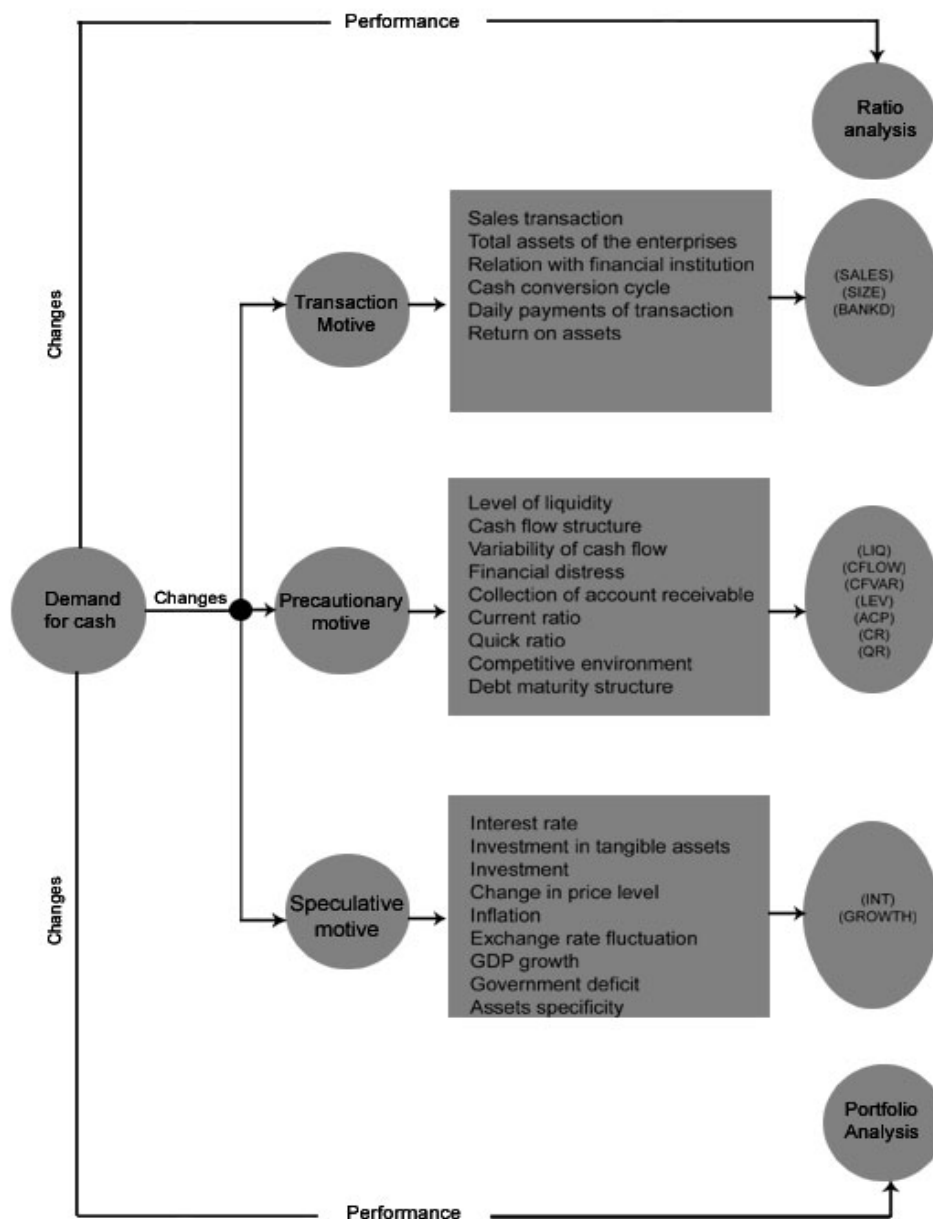 Performance
Ratio
analysis
Changes
Sales transaction
Total assets of the enterprises
Relation with financial institution
Cash conversion cycle
Daily payments of transaction
Return on assets
Transaction
Motive
(SALES)
(SIZE)
(BANKD)
Level of liquidity
Cash flow structure
Variability of cash flow
Financial distress
Collection of account receivable
Current ratio
Quick ratio
Competitive environment
Debt maturity structure
Demand
for cash
Changes
Precautionary
motive
(LIQ)
(CFLOW)
(CFVAR)
(LEV)
(ACP)
(CR)
(QR)
Interest rate
Investment in tangible assets
Investment
Change in price level
Inflation
Exchange rate fluctuation
GDP growth
Government deficit
Assets specificity
Speculative
motive
(INT)
(GROWTH)
Changes
Portfolio
Analysis
Performance